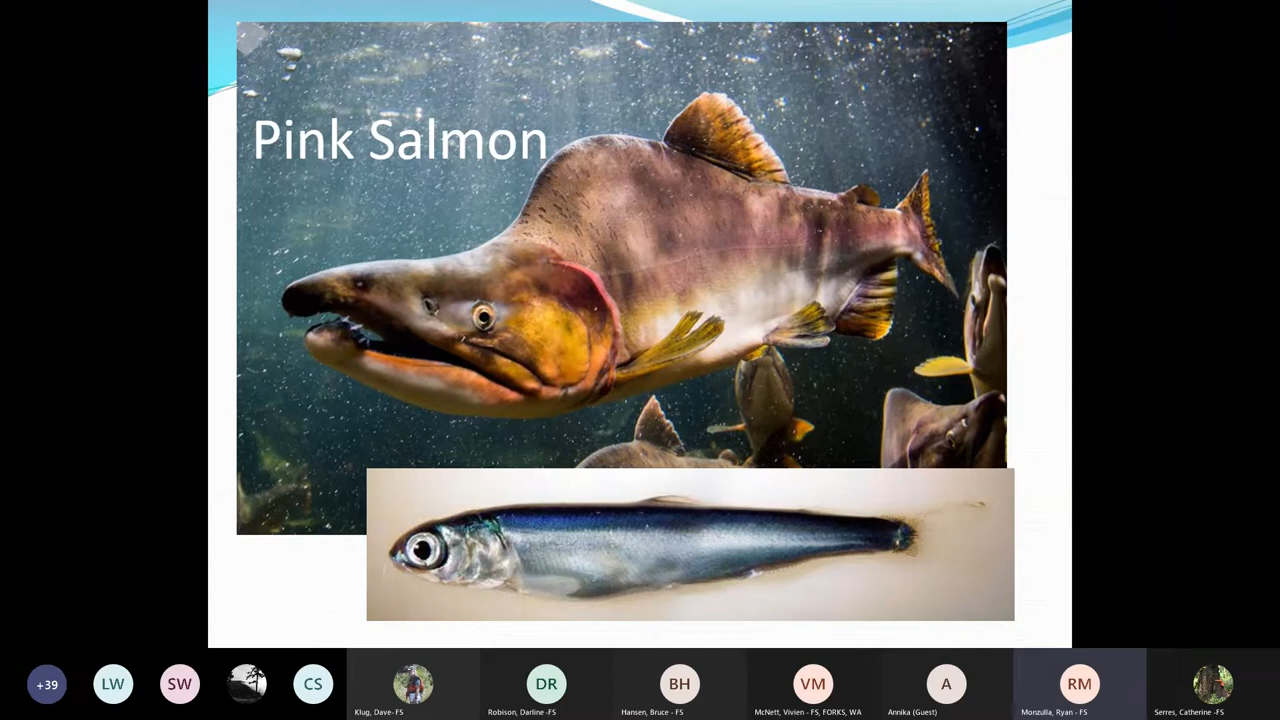 Pink Salmon
+39
LW
SW
CS
DR
BH
VM
A
RM
Klug, Dave- FS
Robison, Darline -FS
Hansen, Bruce - FS
McNett, Vivien - FS, FORKS, WA
Annika (Guest)
Monzulla, Ryan - FS
Serres, Catherine -FS